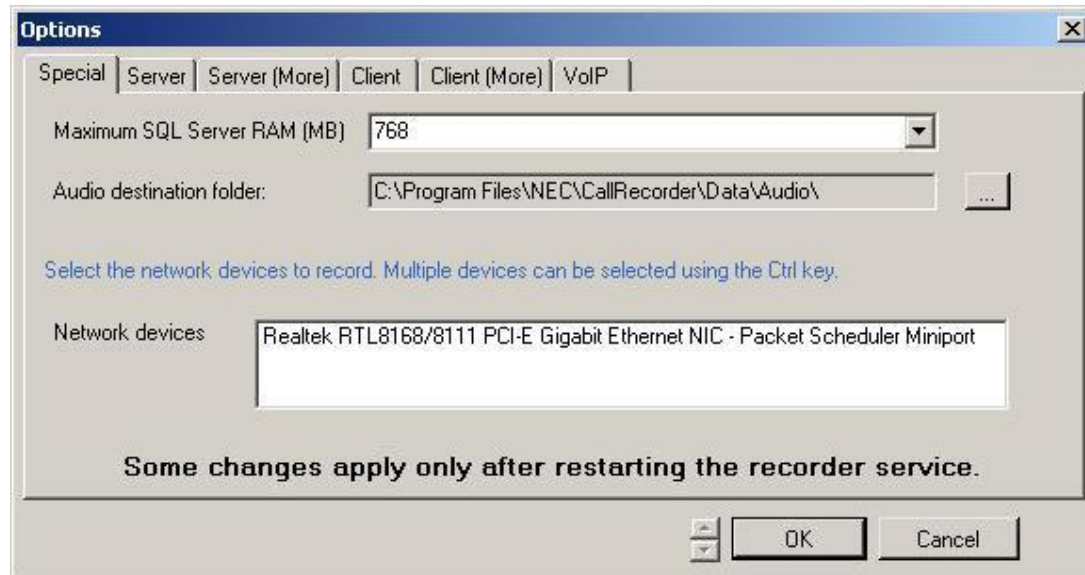 Options
Special Server Server (More) Client Client (More) VoIP
Maximum SQL Server RAM (MB) 768
Audio destination folder: C:\Program Files\NEC\CallRecorder\Data\Audio\ ...
Select the network devices to record. Multiple devices can be selected using the Ctrl key.
Network devices Realtek RTL8168/8111 PCI-E Gigabit Ethernet NIC - Packet Scheduler Miniport
Some changes apply only after restarting the recorder service.
OK Cancel